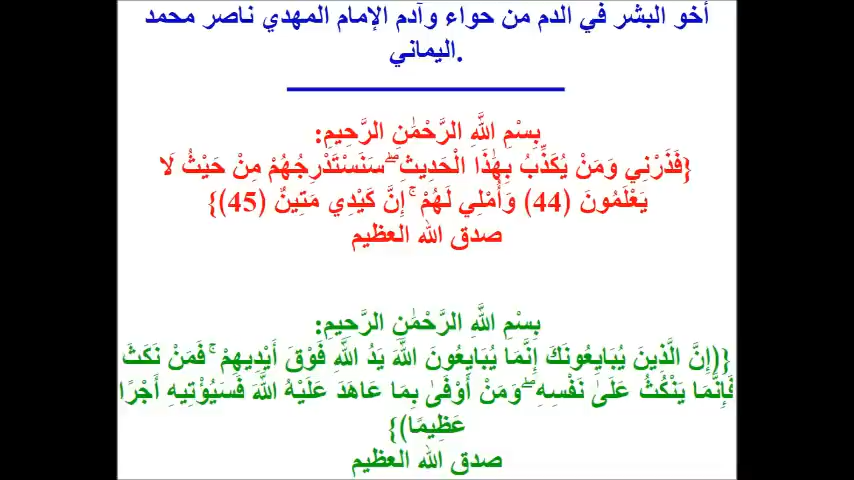 أخو البشر في الدم من حواء وآدم الإمام المهدي ناصر محمد
اليماني.
بِسْمِ اللَّهِ الرَّحْمَٰنِ الرَّحِيمِ:
{فَذَرْنِي وَمَنْ يُكَذِّبُ بِهَٰذَا الْحَدِيثِ ۖ سَنَسْتَدْرِجُهُمْ مِنْ حَيْثُ لَا
يَعْلَمُونَ (44) وَأُمْلِي لَهُمْ ۚ إِنَّ كَيْدِي مَتِينٌ (45)}
صدق الله العظيم
بِسْمِ اللَّهِ الرَّحْمَٰنِ الرَّحِيمِ:
{(إِنَّ الَّذِينَ يُبَايِعُونَكَ إِنَّمَا يُبَايِعُونَ اللَّهَ يَدُ اللَّهِ فَوْقَ أَيْدِيهِمْ ۚ فَمَنْ نَكَثَ
فَإِنَّمَا يَنْكُثُ عَلَىٰ نَفْسِهِ ۖ وَمَنْ أَوْفَىٰ بِمَا عَاهَدَ عَلَيْهُ اللَّهَ فَسَيُؤْتِيهِ أَجْرًا
عَظِيمًا)}
صدق الله العظيم